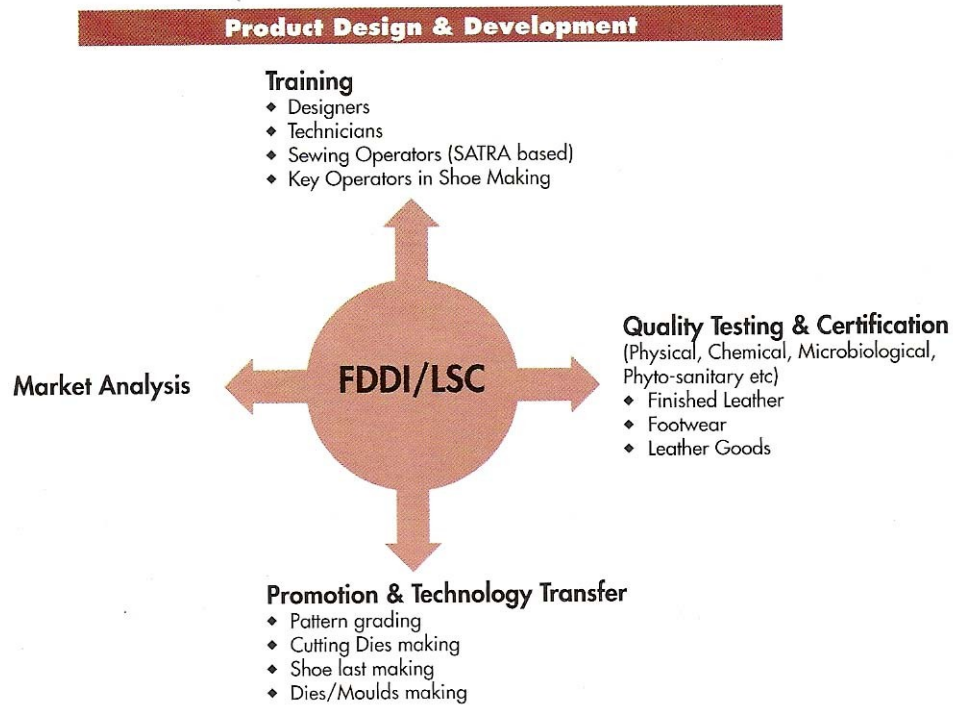 Product Design & Development
Training
◆ Designers
◆ Technicians
◆ Sewing Operators (SATRA based)
◆ Key Operators in Shoe Making
Market Analysis
FDDI/LSC
Quality Testing & Certification
(Physical, Chemical, Microbiological,
Phyto-sanitary etc)
◆ Finished Leather
◆ Footwear
◆ Leather Goods
Promotion & Technology Transfer
◆ Pattern grading
◆ Cutting Dies making
◆ Shoe last making
◆ Dies/Moulds making